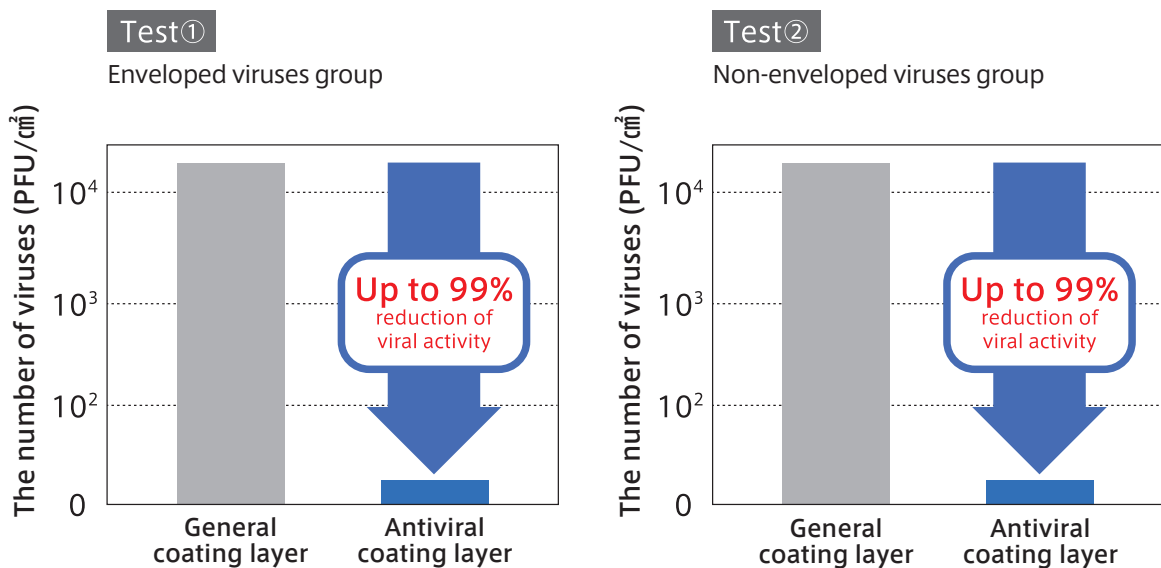 Test①
Enveloped viruses group
The number of viruses (PFU/㎠)
10⁴
10³
10²
0
Up to 99%
reduction of
viral activity
General
coating layer
Antiviral
coating layer
Test②
Non-enveloped viruses group
The number of viruses (PFU/㎠)
10⁴
10³
10²
0
Up to 99%
reduction of
viral activity
General
coating layer
Antiviral
coating layer